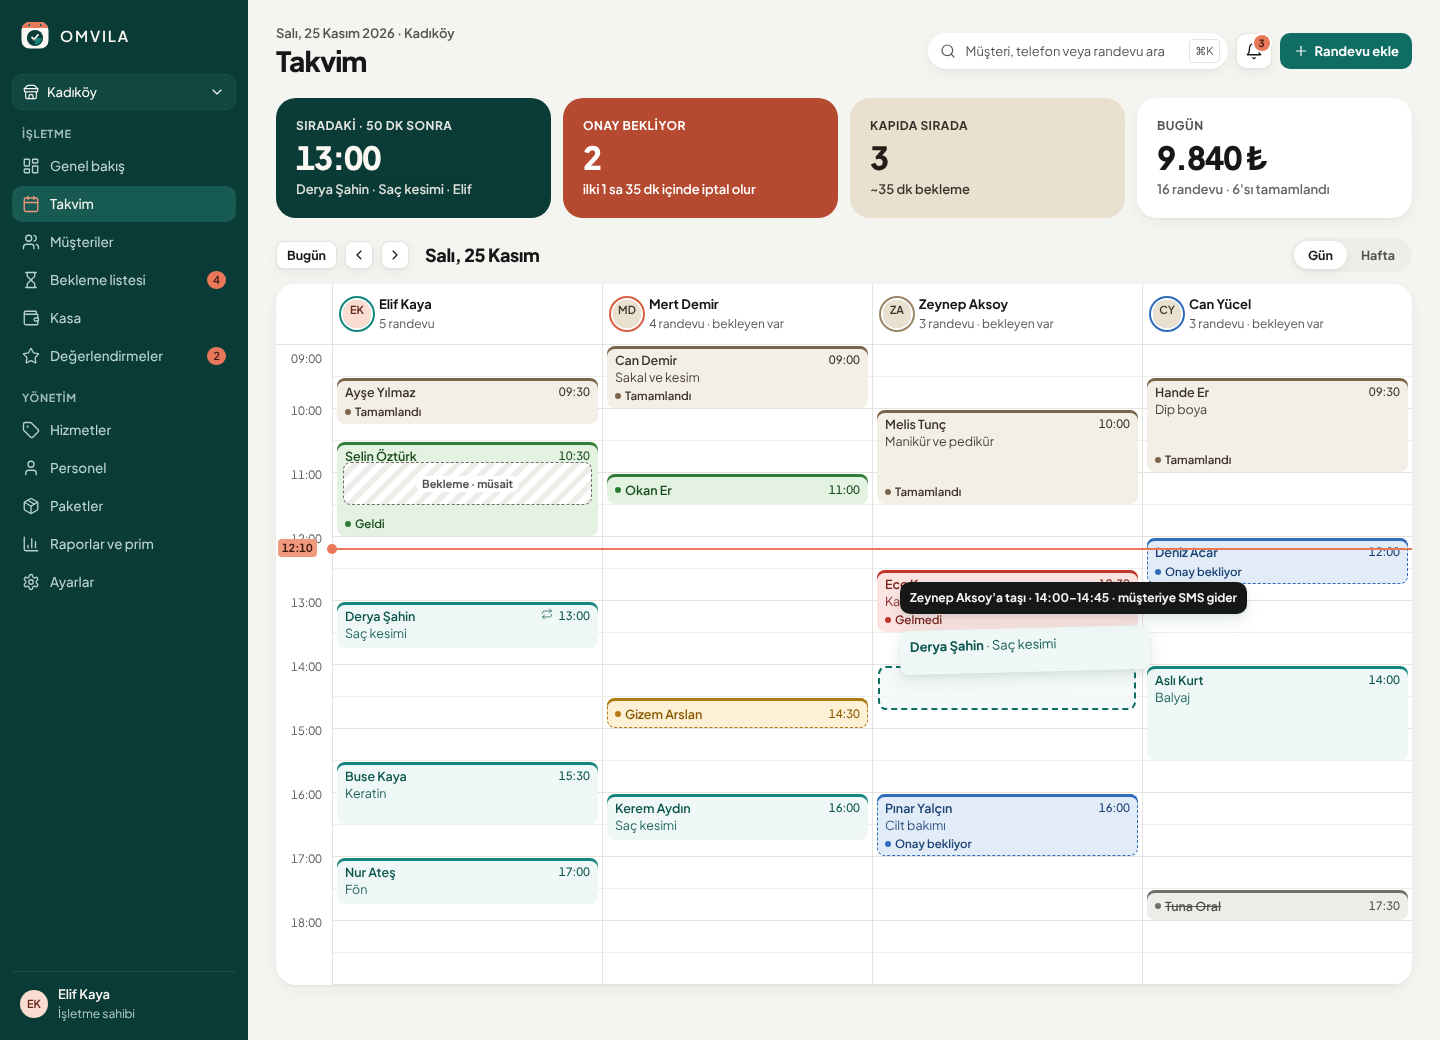 OMVILA
Kadıköy
İŞLETME
Genel bakış
Takvim
Müşteriler
Bekleme listesi 4
Kasa
Değerlendirmeler 2
YÖNETİM
Hizmetler
Personel
Paketler
Raporlar ve prim
Ayarlar
EK
Elif Kaya
İşletme sahibi
Salı, 25 Kasım 2026 · Kadıköy
Takvim
Müşteri, telefon veya randevu ara ⌘K
3
Randevu ekle
SIRADAKİ · 50 DK SONRA
13:00
Derya Şahin · Saç kesimi · Elif
ONAY BEKLİYOR
2
ilki 1 sa 35 dk içinde iptal olur
KAPIDA SIRADA
3
~35 dk bekleme
BUGÜN
9.840 ₺
16 randevu · 6'sı tamamlandı
Bugün
Salı, 25 Kasım
Gün Hafta
EK
Elif Kaya
5 randevu
MD
Mert Demir
4 randevu · bekleyen var
ZA
Zeynep Aksoy
3 randevu · bekleyen var
CY
Can Yücel
3 randevu · bekleyen var
09:00
10:00
11:00
12:00
12:10
13:00
14:00
15:00
16:00
17:00
18:00
Ayşe Yılmaz 09:30
Tamamlandı
Selin Öztürk 10:30
Bekleme · müsait
Geldi
Derya Şahin 13:00
Saç kesimi
Buse Kaya 15:30
Keratin
Nur Ateş 17:00
Fön
Can Demir 09:00
Sakal ve kesim
Tamamlandı
Okan Er 11:00
Gizem Arslan 14:30
Kerem Aydın 16:00
Saç kesimi
Melis Tunç 10:00
Manikür ve pedikür
Tamamlandı
Gelmedi
Zeynep Aksoy'a taşı · 14:00–14:45 · müşteriye SMS gider
Derya Şahin · Saç kesimi
Pınar Yalçın 16:00
Cilt bakımı
Onay bekliyor
Hande Er 09:30
Dip boya
Tamamlandı
Deniz Acar 12:00
Onay bekliyor
Aslı Kurt 14:00
Balyaj
Tuna Oral 17:30